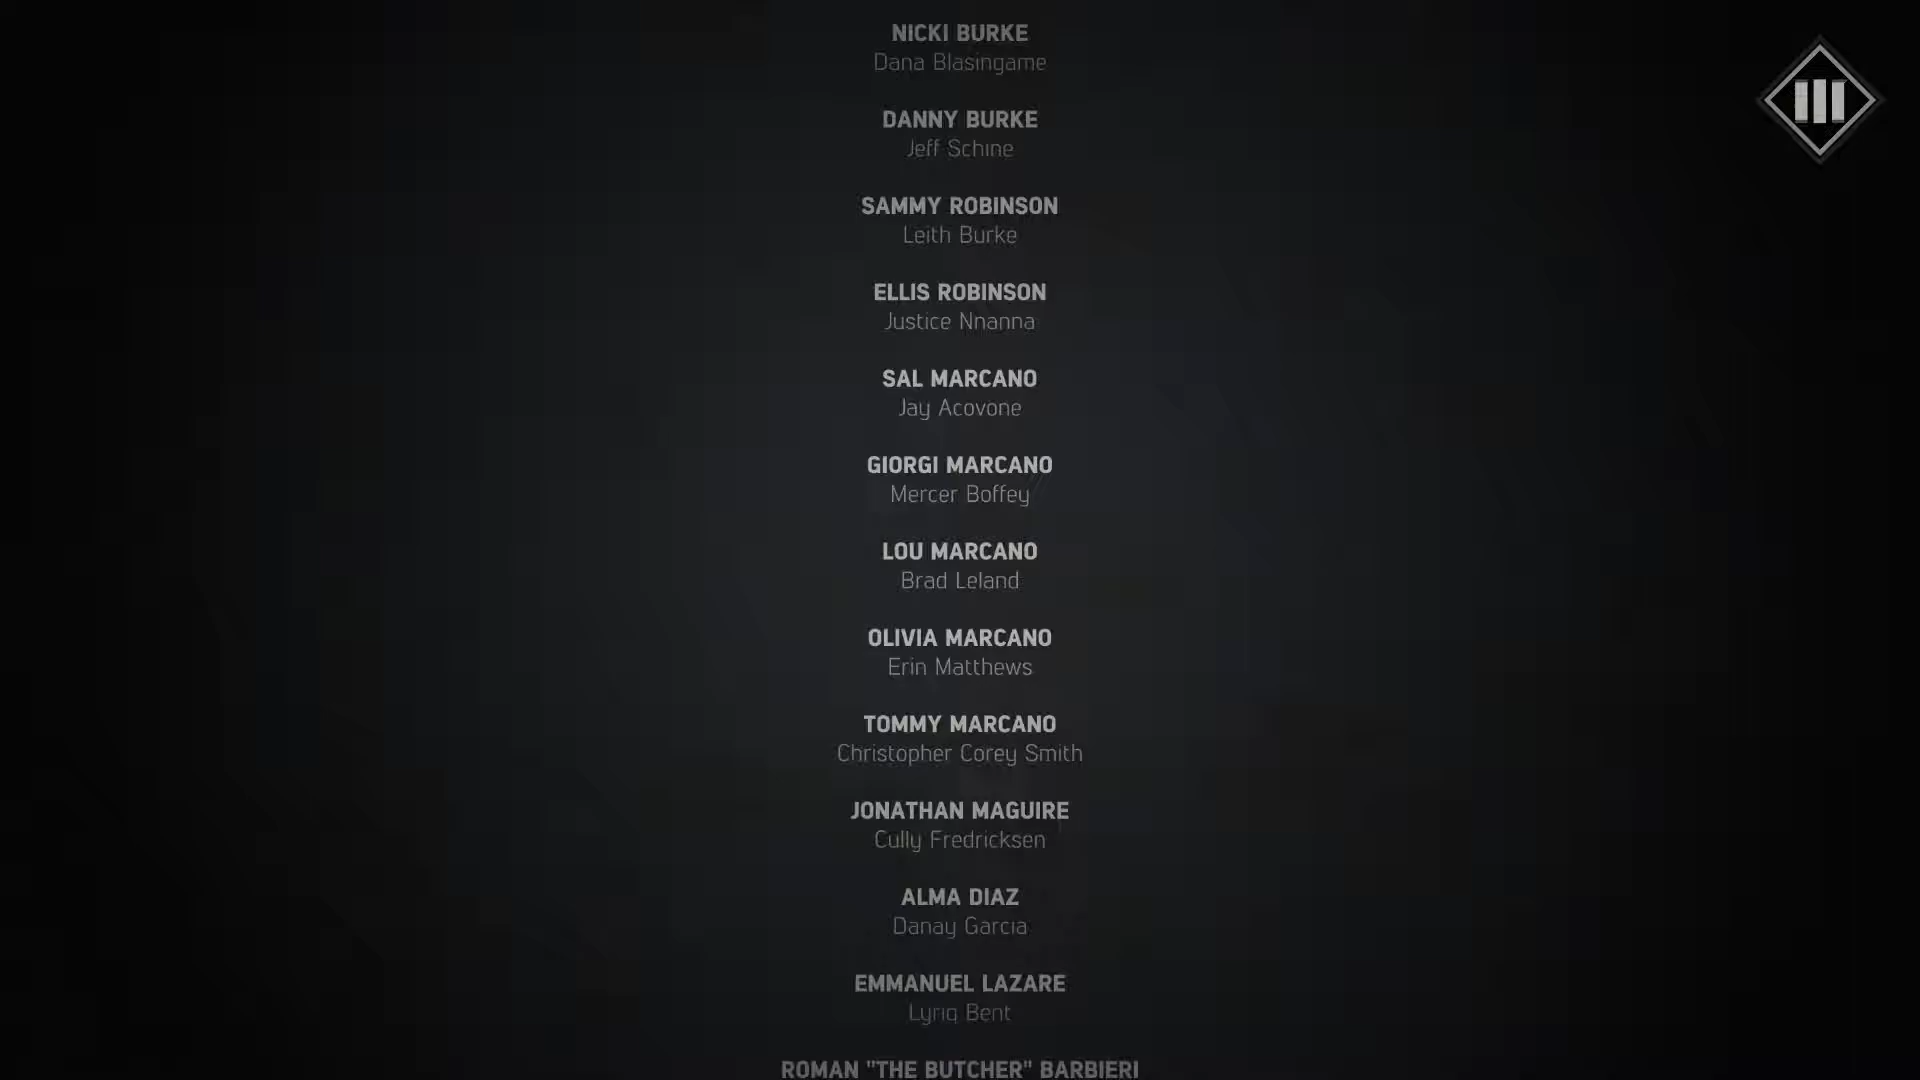 NICKI BURKE
Dana Blasingame
DANNY BURKE
Jeff Schine
SAMMY ROBINSON
Leith Burke
ELLIS ROBINSON
Justice Nnanna
SAL MARCANO
Jay Acovone
GIORGI MARCANO
Mercer Boffey
LOU MARCANO
Brad Leland
OLIVIA MARCANO
Erin Matthews
TOMMY MARCANO
Christopher Corey Smith
JONATHAN MAGUIRE
Cully Fredricksen
ALMA DIAZ
Danay Garcia
EMMANUEL LAZARE
Lyriq Bent
ROMAN "THE BUTCHER" BARBIERI